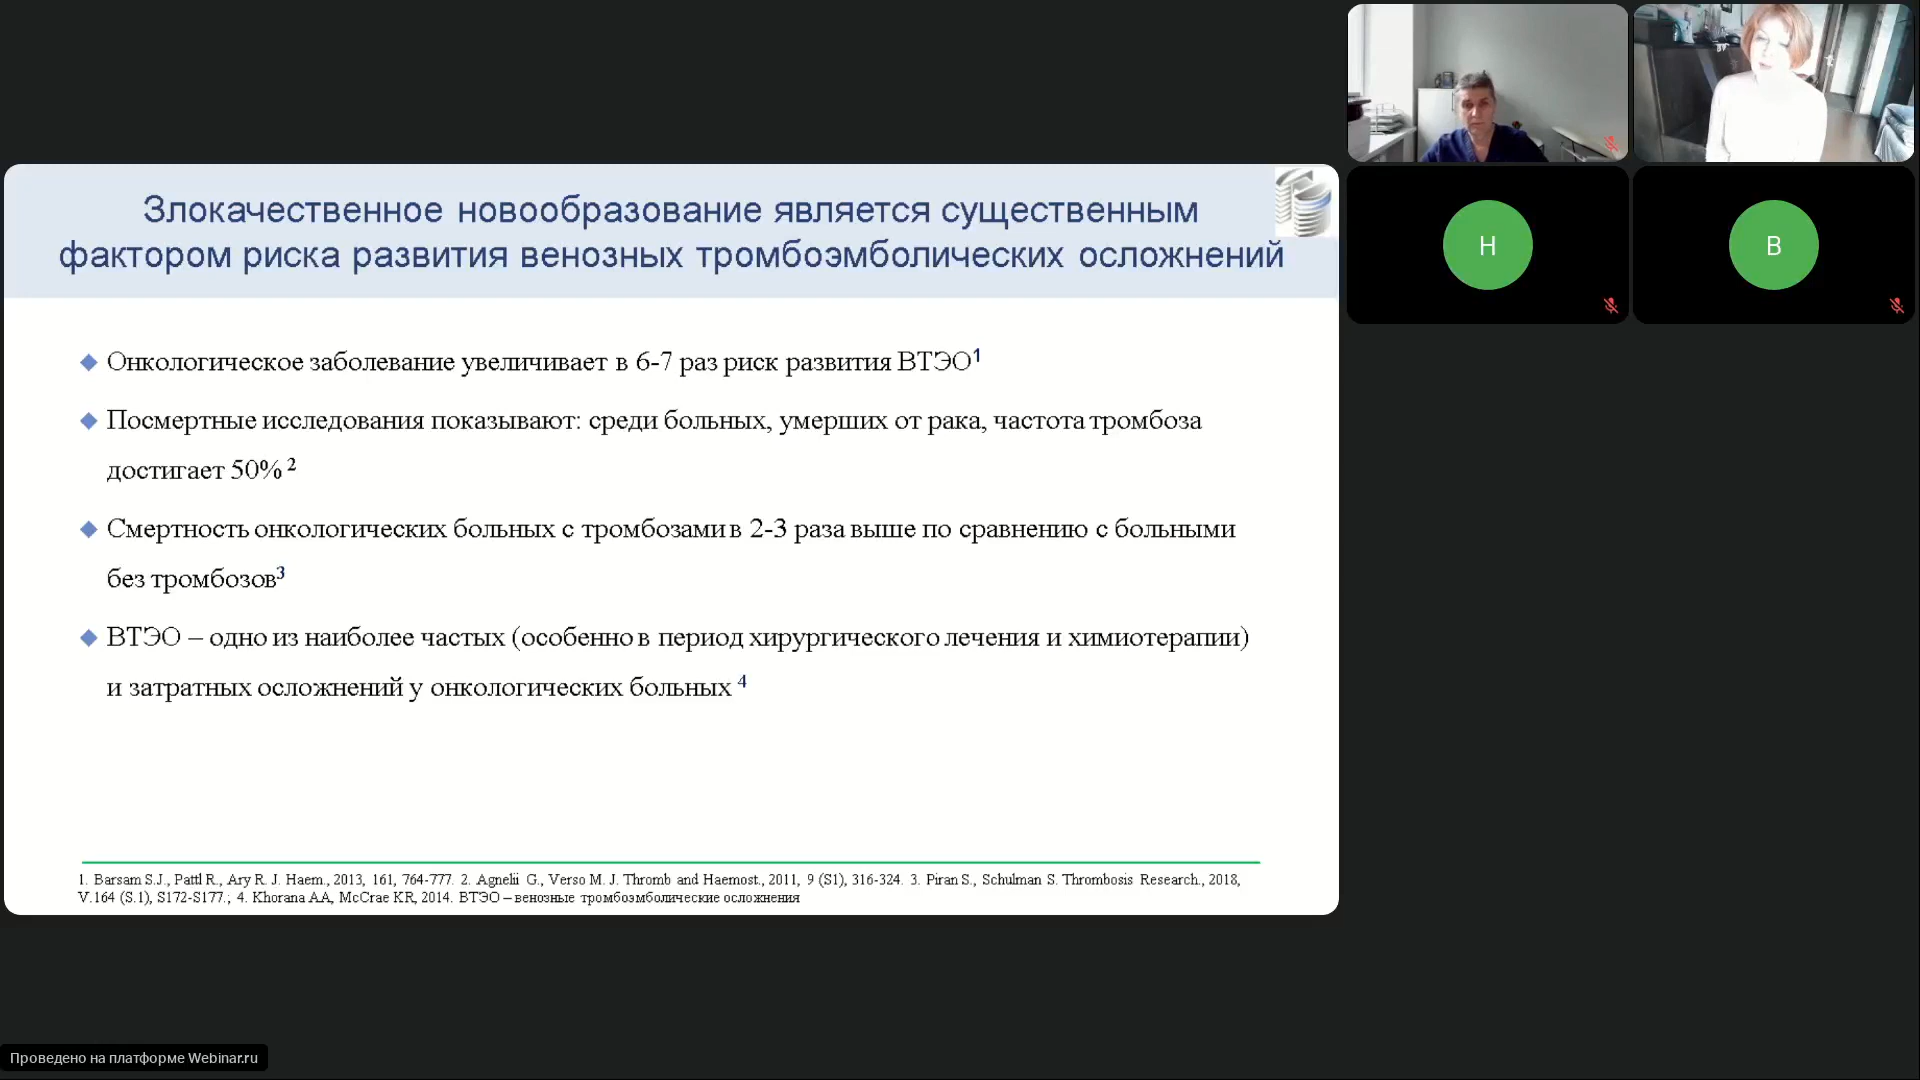 Злокачественное новообразование является существенным
фактором риска развития венозных тромбоэмболических осложнений
Онкологическое заболевание увеличивает в 6-7 раз риск развития ВТЭО¹
Посмертные исследования показывают: среди больных, умерших от рака, частота тромбоза
достигает 50% ²
Смертность онкологических больных с тромбозами в 2-3 раза выше по сравнению с больными
без тромбозов³
ВТЭО – одно из наиболее частых (особенно в период хирургического лечения и химиотерапии)
и затратных осложнений у онкологических больных ⁴
1. Barsam S.J., Pattl R., Ary R. J. Haem., 2013, 161, 764-777. 2. Agnelii G., Verso M. J. Thromb and Haemost., 2011, 9 (S1), 316-324. 3. Piran S., Schulman S. Thrombosis Research., 2018,
V.164 (S.1), S172-S177.; 4. Khorana AA, McCrae KR, 2014. ВТЭО – венозные тромбоэмболические осложнения
Н
В
Проведено на платформе Webinar.ru